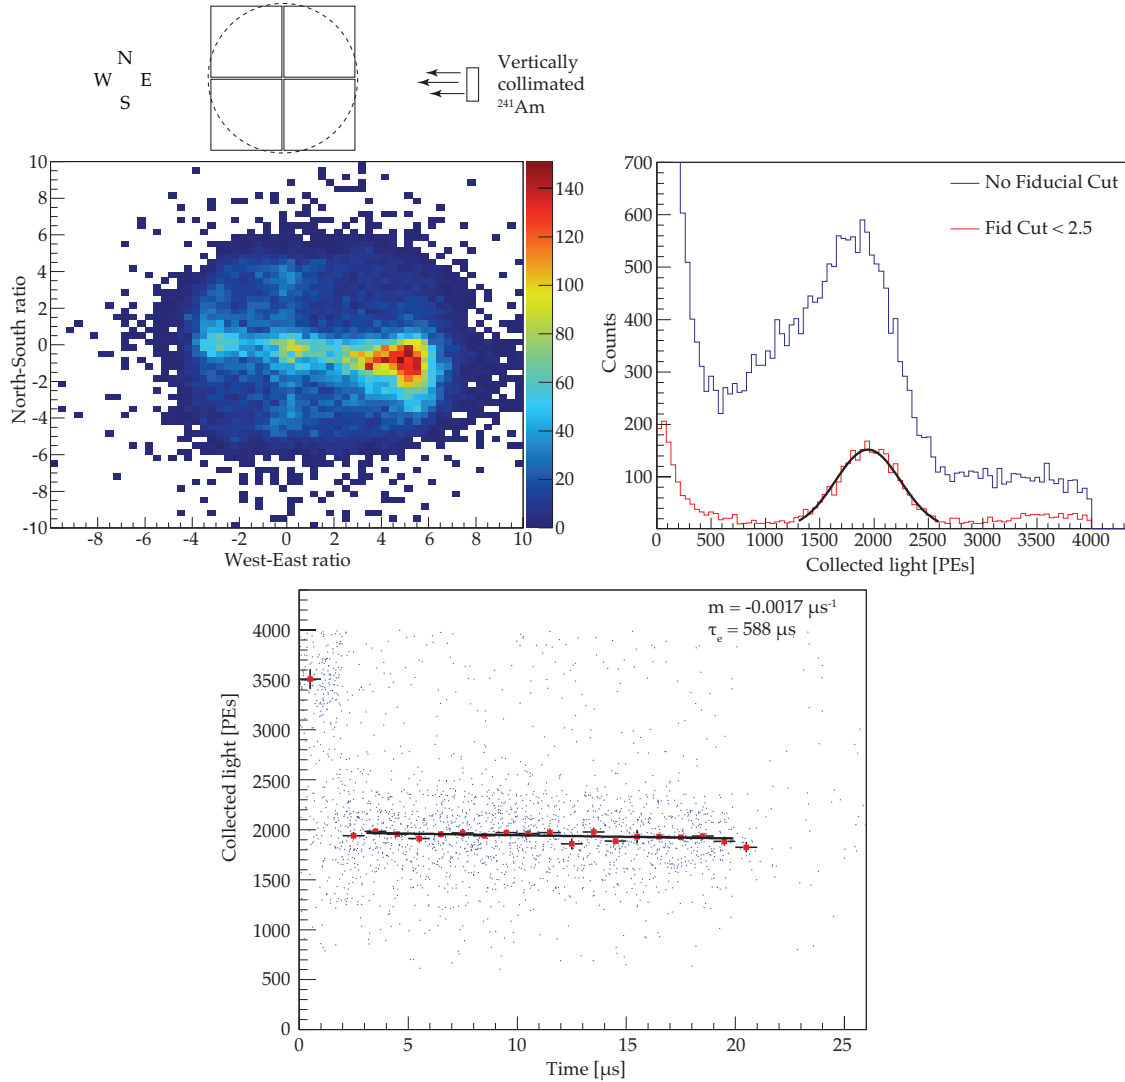 N
W E
S
Vertically
collimated
²⁴¹Am
10
8
6
4
2
0
-2
-4
-6
-8
-10
North-South ratio
-8 -6 -4 -2 0 2 4 6 8 10
West-East ratio
140
120
100
80
60
40
20
0
700
600
500
400
300
200
100
Counts
No Fiducial Cut
Fid Cut < 2.5
0 500 1000 1500 2000 2500 3000 3500 4000
Collected light [PEs]
m = -0.0017 μs⁻¹
τₑ = 588 μs
4000
3500
3000
2500
2000
1500
1000
500
0
Collected light [PEs]
0 5 10 15 20 25
Time [μs]